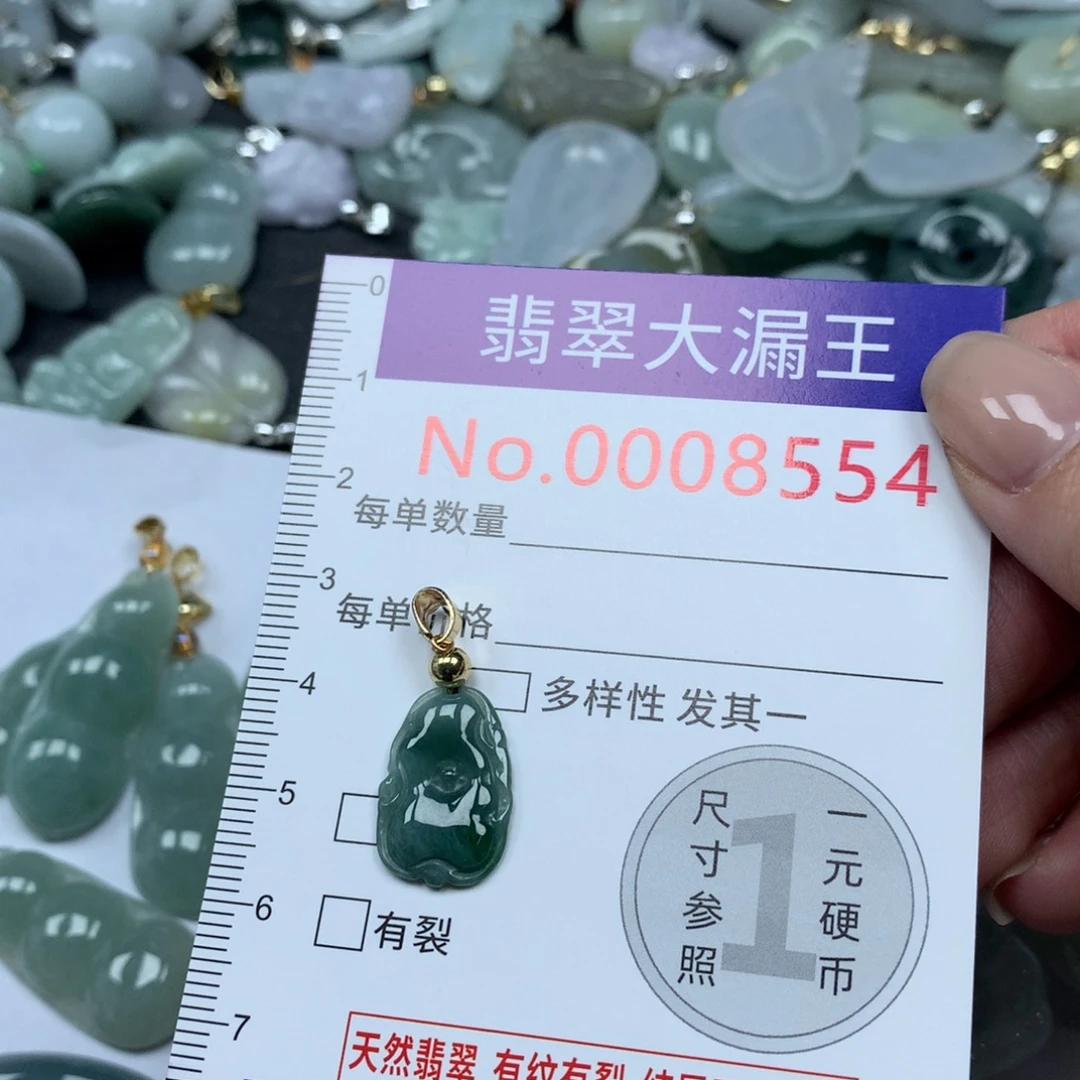 0
翡翠大漏王
1
No.0008554
2
每单数量
3
每单 格
4
多样性 发其一
5
尺寸参照
1
一元硬币
6
有裂
7
天然翡翠 有纹有裂